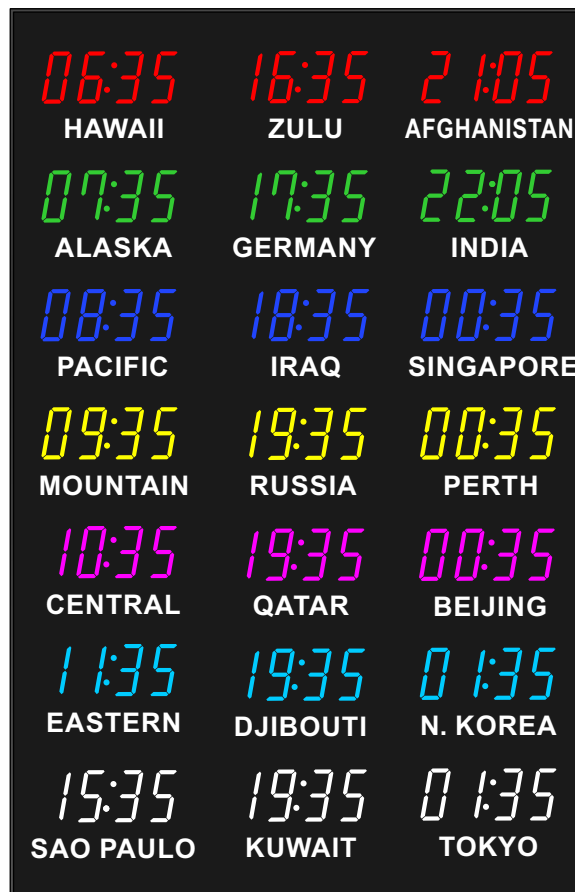 06:35 16:35 21:05
HAWAII ZULU AFGHANISTAN
07:35 17:35 22:05
ALASKA GERMANY INDIA
08:35 18:35 00:35
PACIFIC IRAQ SINGAPORE
09:35 19:35 00:35
MOUNTAIN RUSSIA PERTH
10:35 19:35 00:35
CENTRAL QATAR BEIJING
11:35 19:35 01:35
EASTERN DJIBOUTI N. KOREA
15:35 19:35 01:35
SAO PAULO KUWAIT TOKYO